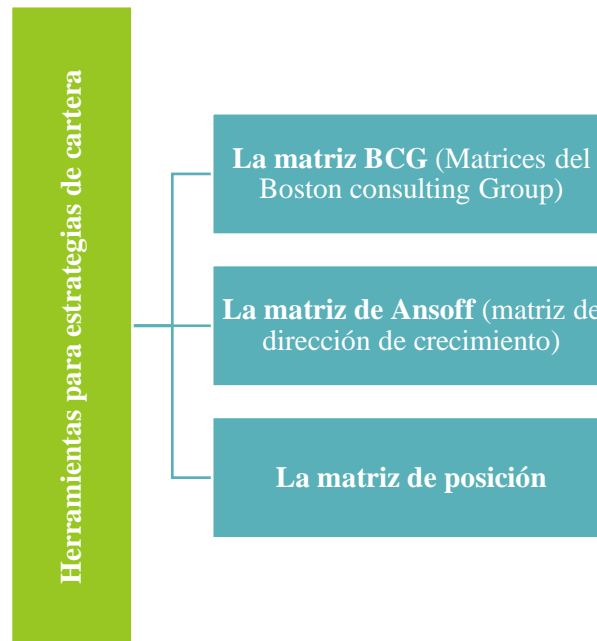 Herramientas para estrategias de cartera
La matriz BCG (Matrices del
Boston consulting Group)
La matriz de Ansoff (matriz de
dirección de crecimiento)
La matriz de posición